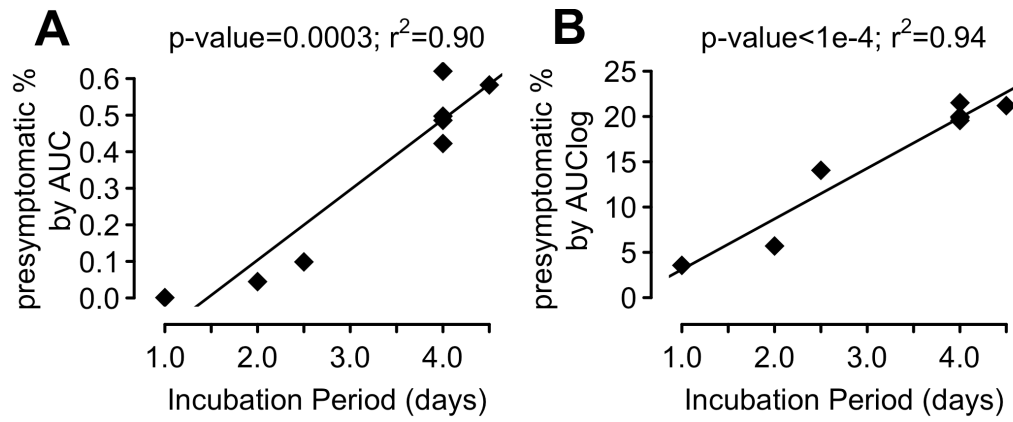 A
p-value=0.0003; r²=0.90
presymptomatic %
by AUC
0.6
0.5
0.4
0.3
0.2
0.1
0.0
1.0 2.0 3.0 4.0
Incubation Period (days)
B
p-value<1e-4; r²=0.94
presymptomatic %
by AUClog
25
20
15
10
5
0
1.0 2.0 3.0 4.0
Incubation Period (days)